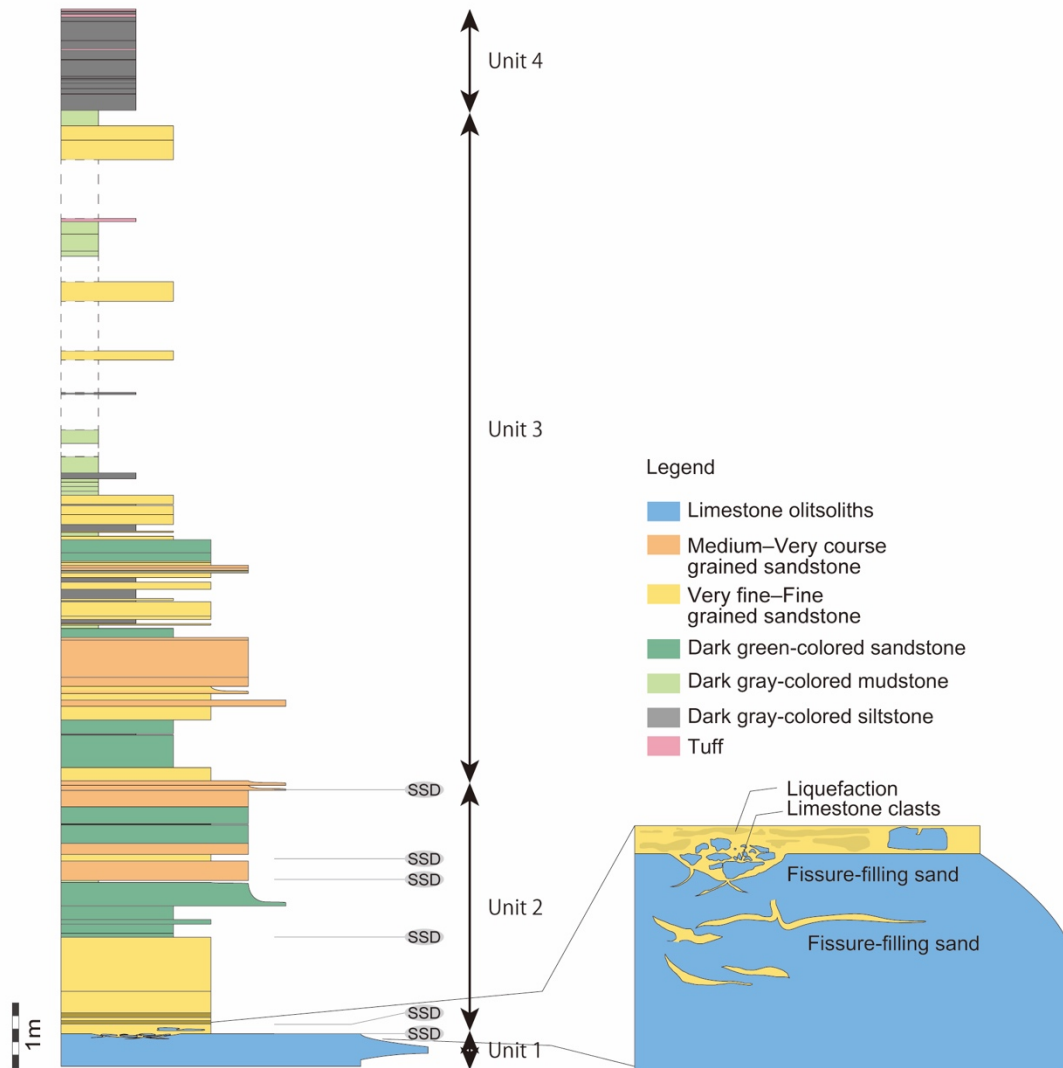 Unit 4
Unit 3
Legend
Limestone olitsoliths
Medium–Very course
grained sandstone
Very fine–Fine
grained sandstone
Dark green-colored sandstone
Dark gray-colored mudstone
Dark gray-colored siltstone
Tuff
SSD
Liquefaction
Limestone clasts
SSD
SSD
Fissure-filling sand
Unit 2
SSD
Fissure-filling sand
SSD
SSD
1m
Unit 1